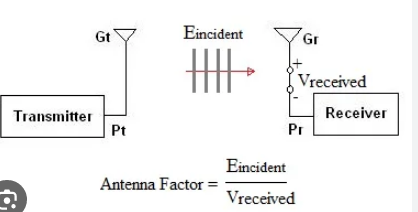 Gt
Eincident
Gr
+
Vreceived
-
Transmitter
Pt
Pr
Receiver
Antenna Factor = Eincident
Vreceived